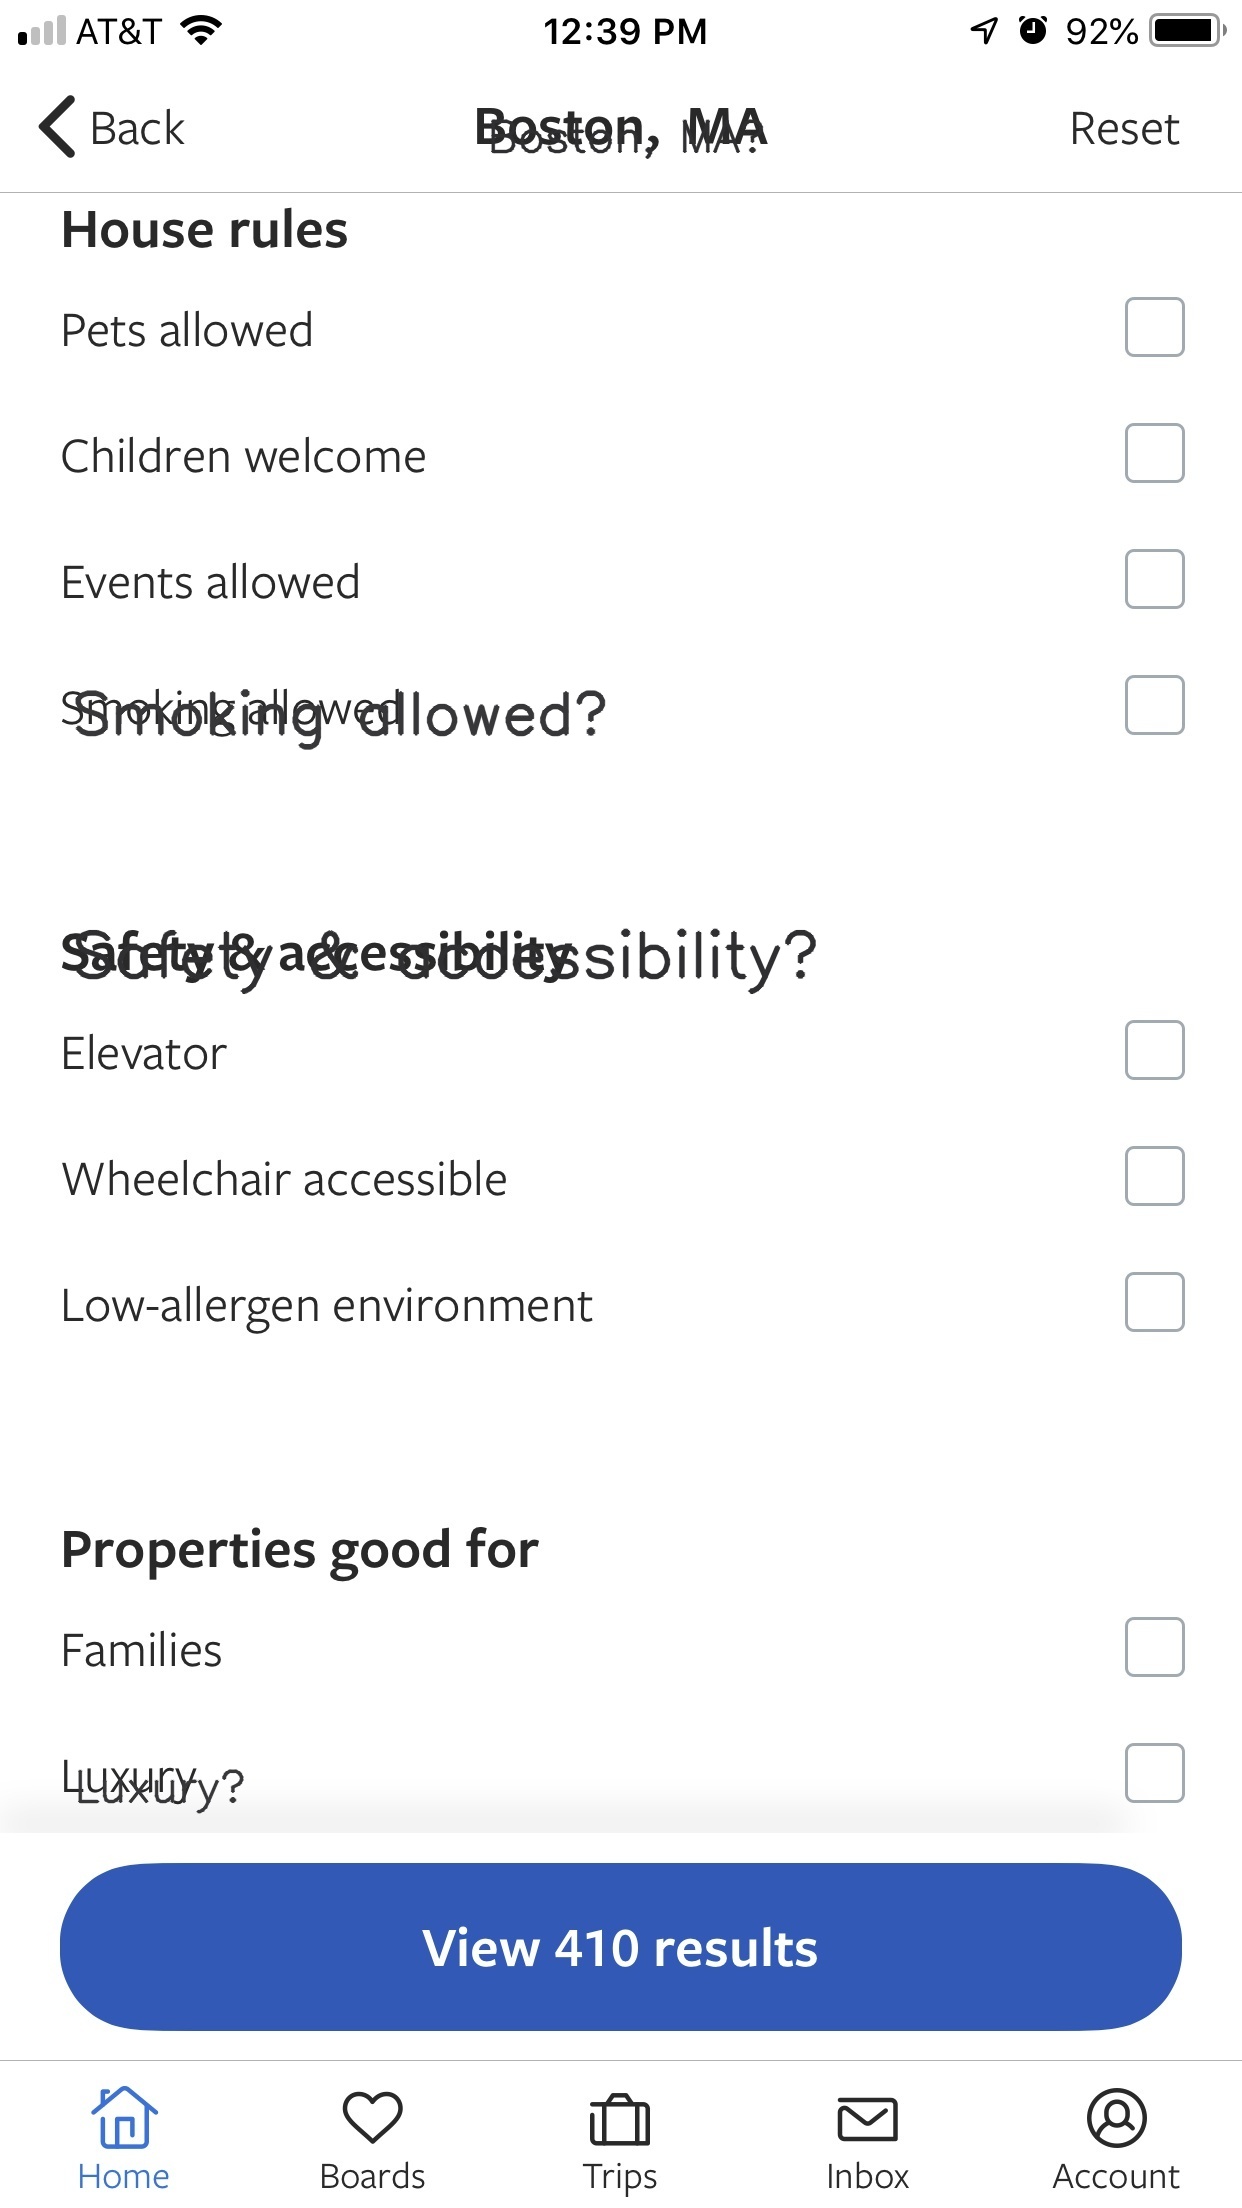 AT&T 12:39 PM 92%
Back Boston, MA Reset
Boston, MA?
House rules
Pets allowed
Children welcome
Events allowed
Smoking allowed
Smoking allowed?
Safety & accessibility
Safety & accessibility?
Elevator
Wheelchair accessible
Low-allergen environment
Properties good for
Families
Luxury
Luxury?
View 410 results
Home Boards Trips Inbox Account